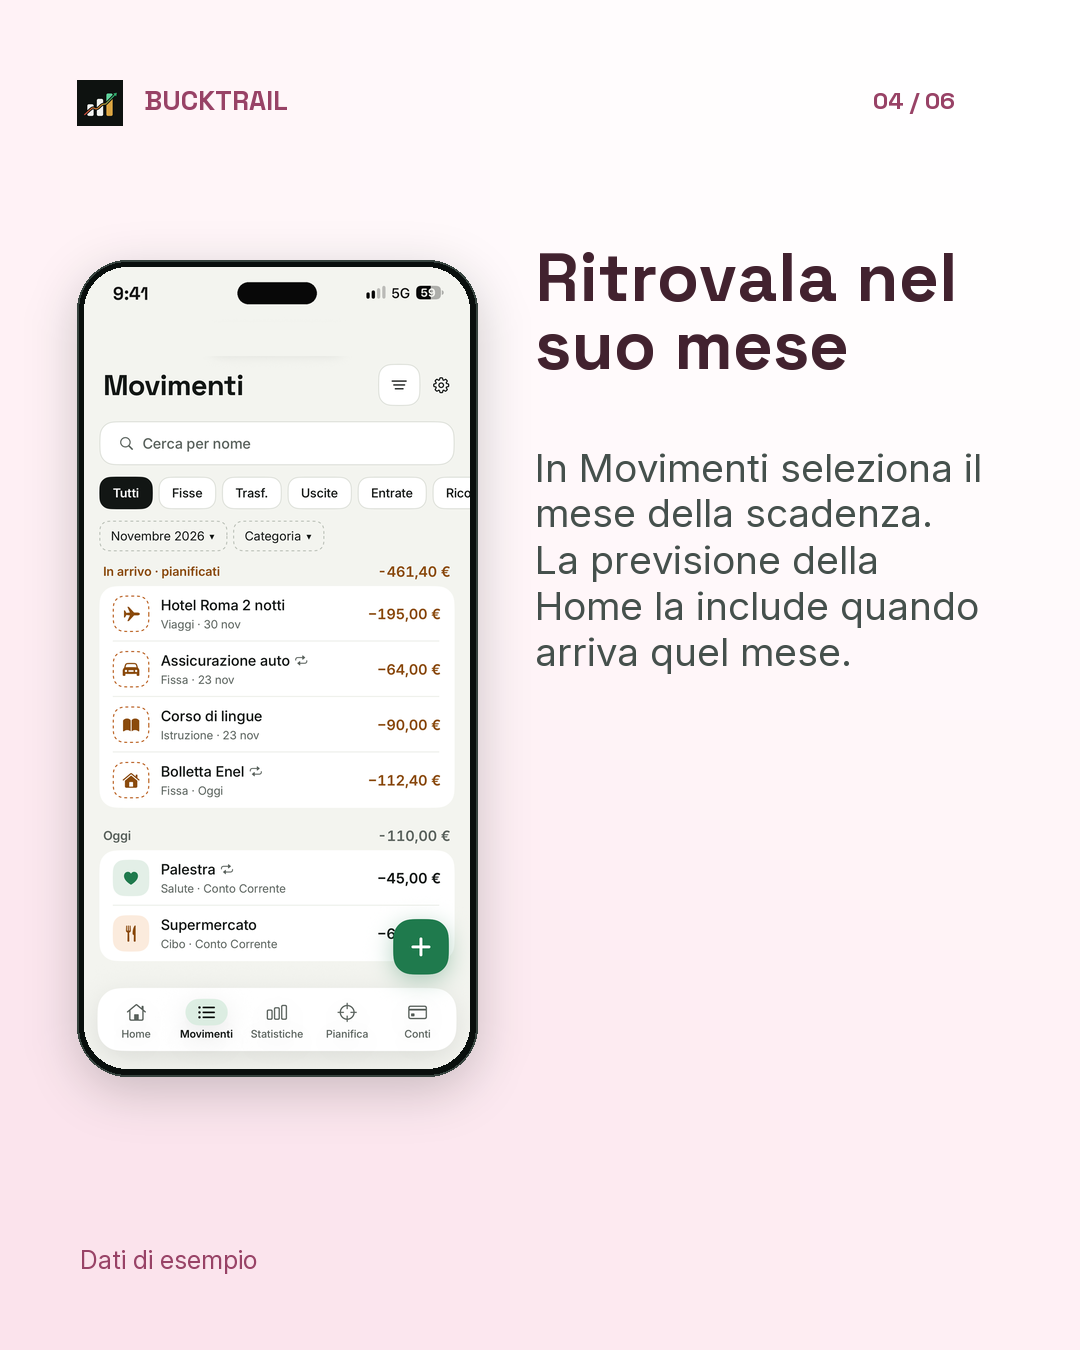 BUCKTRAIL
04 / 06
9:41
5G
59
Movimenti
Cerca per nome
Tutti
Fisse
Trasf.
Uscite
Entrate
Novembre 2026 ▾
Categoria ▾
In arrivo · pianificati
-461,40 €
Hotel Roma 2 notti
−195,00 €
Viaggi · 30 nov
Assicurazione auto
−64,00 €
Fissa · 23 nov
Corso di lingue
−90,00 €
Istruzione · 23 nov
Bolletta Enel
−112,40 €
Fissa · Oggi
Oggi
-110,00 €
Palestra
−45,00 €
Salute · Conto Corrente
Supermercato
Cibo · Conto Corrente
Home
Movimenti
Statistiche
Pianifica
Conti
Ritrovala nel
suo mese
In Movimenti seleziona il
mese della scadenza.
La previsione della
Home la include quando
arriva quel mese.
Dati di esempio